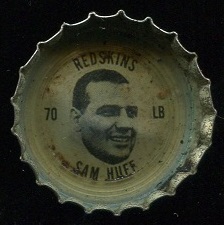 REDSKINS
70 LB
SAM HUFF